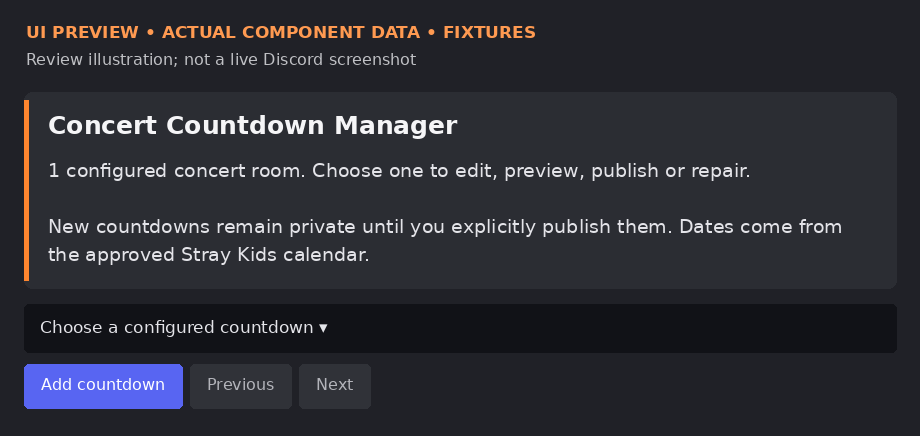 UI PREVIEW • ACTUAL COMPONENT DATA • FIXTURES
Review illustration; not a live Discord screenshot
Concert Countdown Manager
1 configured concert room. Choose one to edit, preview, publish or repair.
New countdowns remain private until you explicitly publish them. Dates come from
the approved Stray Kids calendar.
Choose a configured countdown ▾
Add countdown Previous Next